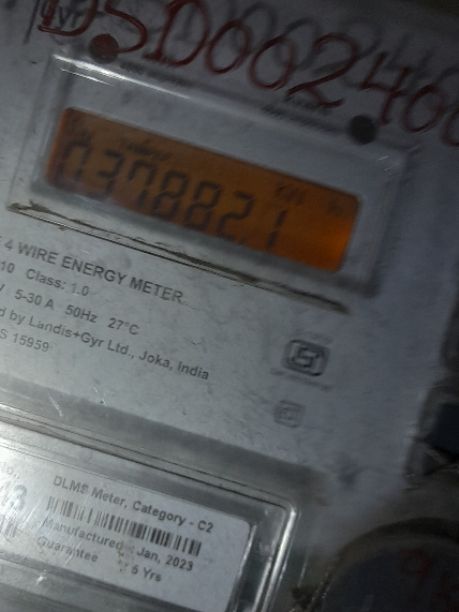 DSD002400
0378821
4 WIRE ENERGY METER
10 Class: 1.0
5-30 A 50Hz 27°C
by Landis+Gyr Ltd., Joka, India
15959
DLMS Meter, Category - C2
Manufactured : Jan, 2023
Guarantee : 5 Yrs